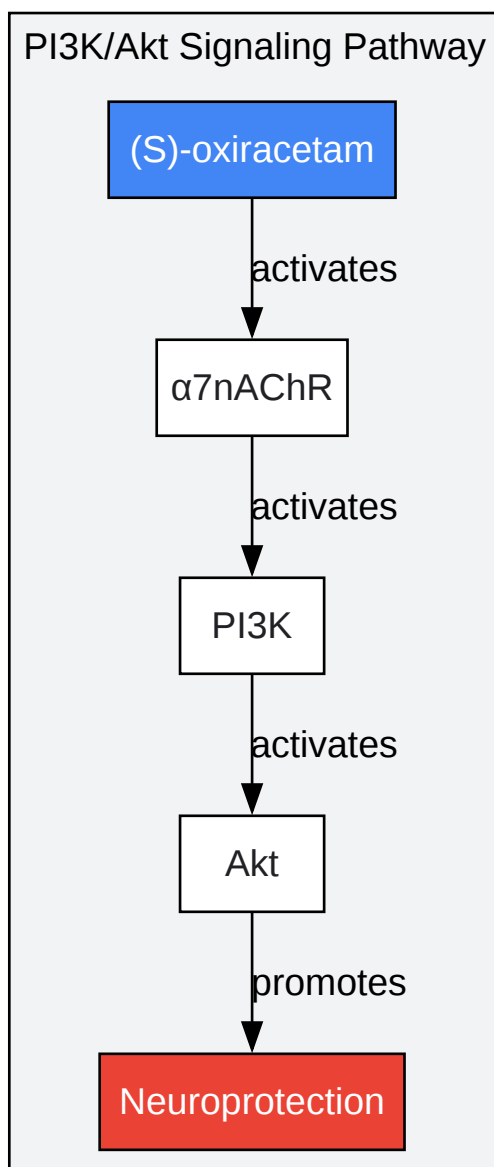 PI3K/Akt Signaling Pathway
(S)-oxiracetam
activates
α7nAChR
activates
PI3K
activates
Akt
promotes
Neuroprotection